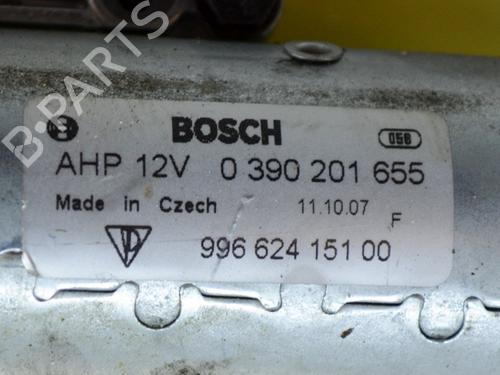 BOSCH
058
AHP 12V 0 390 201 655
Made in Czech 11.10.07 F
996 624 151 00
B-PARTS